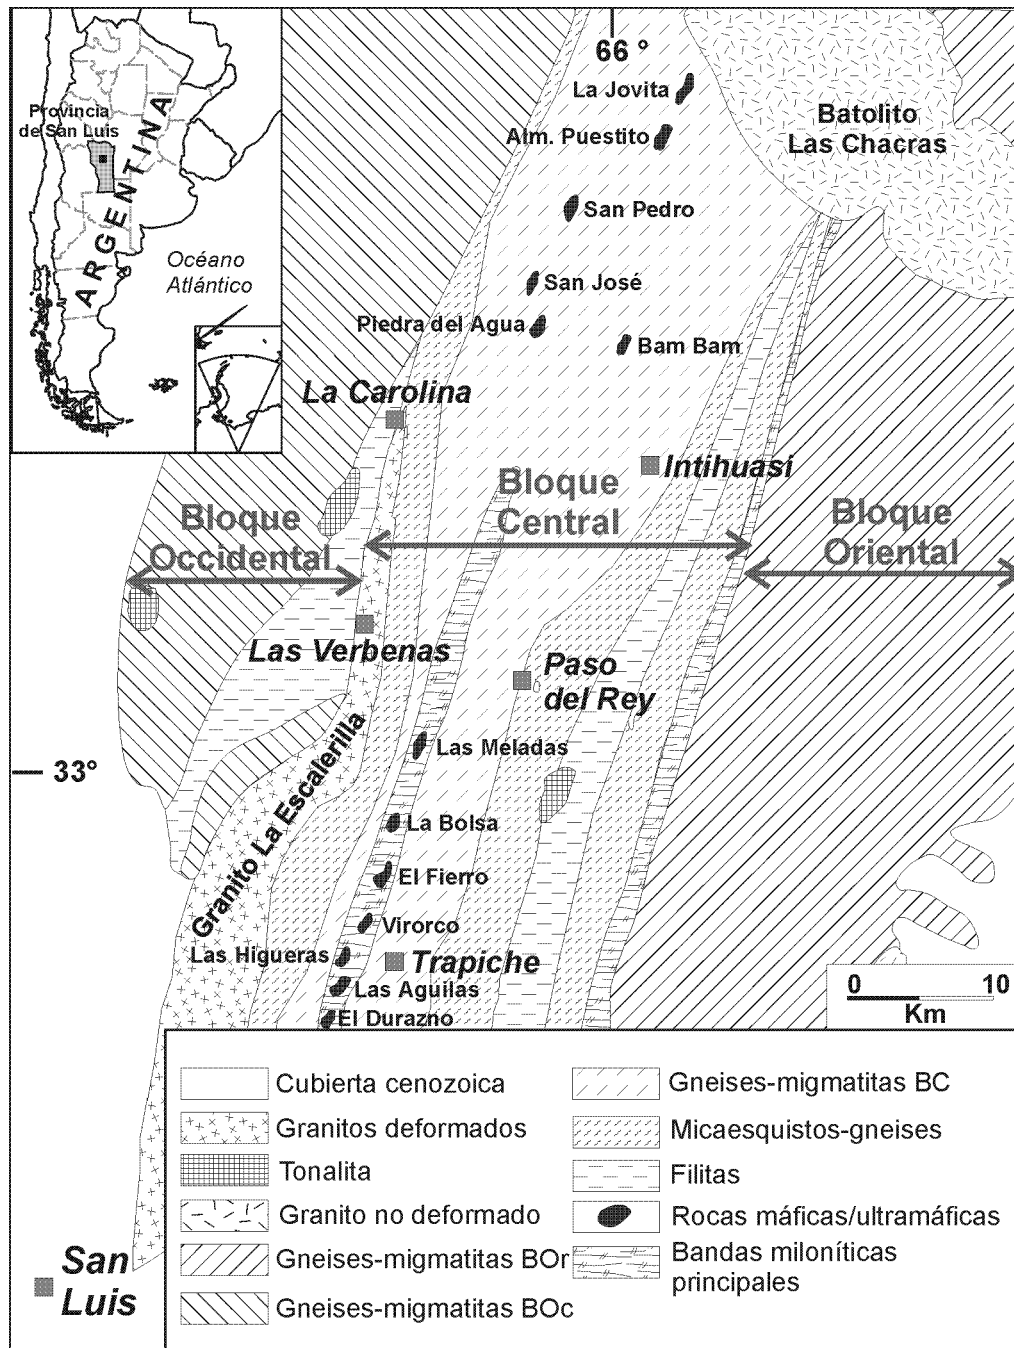 66 °
Provincia
de San Luis
ARGENTINA
Océano
Atlántico
La Jovita
Alm. Puestito
Batolito
Las Chacras
San Pedro
San José
Piedra del Agua
Bam Bam
La Carolina
Intihuasi
Bloque
Occidental
Bloque
Central
Bloque
Oriental
Las Verbenas
Paso
del Rey
33°
Las Meladas
Granito La Escalerilla
La Bolsa
El Fierro
Virorco
Las Higueras
Trapiche
Las Aguilas
El Durazno
0 10
Km
Cubierta cenozoica
Granitos deformados
Tonalita
Granito no deformado
Gneises-migmatitas BOr
Gneises-migmatitas BOc
Gneises-migmatitas BC
Micaesquistos-gneises
Filitas
Rocas máficas/ultramáficas
Bandas miloníticas
principales
San
Luis